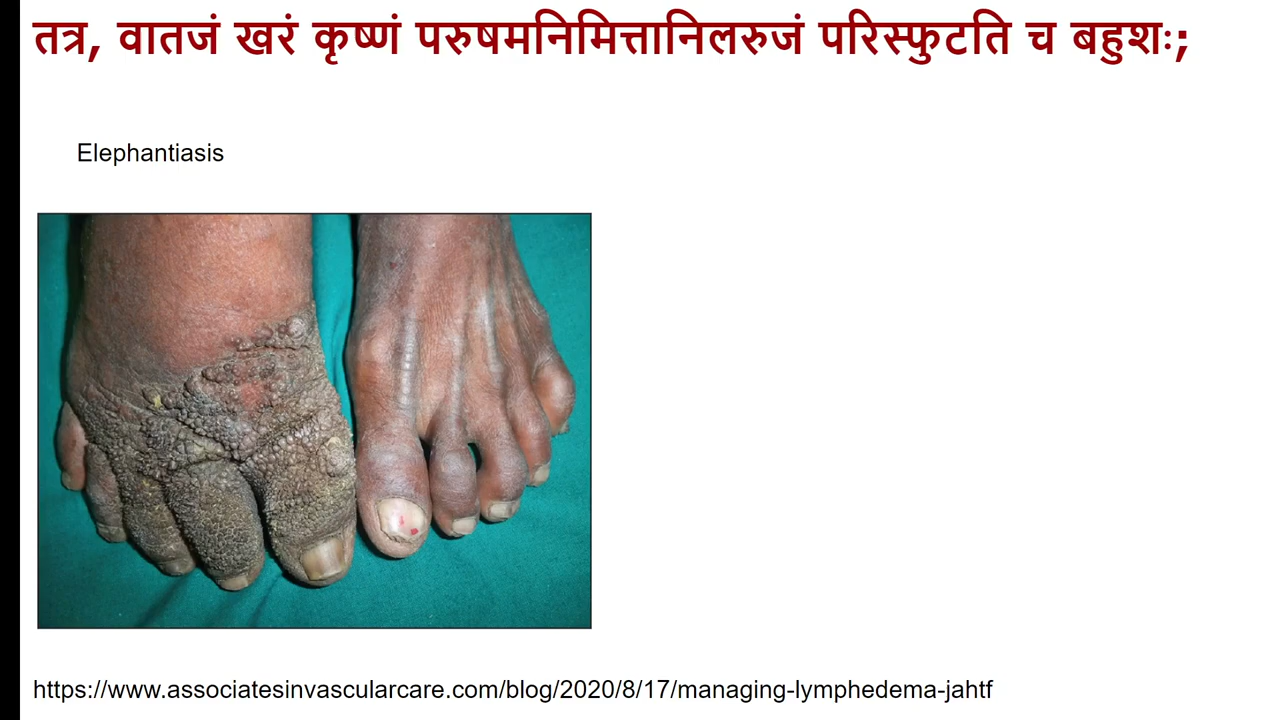 तत्र, वातजं खरं कृष्णं परुषमनिमित्तानिलरुजं परिस्फुटति च बहुशः;
Elephantiasis
https://www.associatesinvascularcare.com/blog/2020/8/17/managing-lymphedema-jahtf